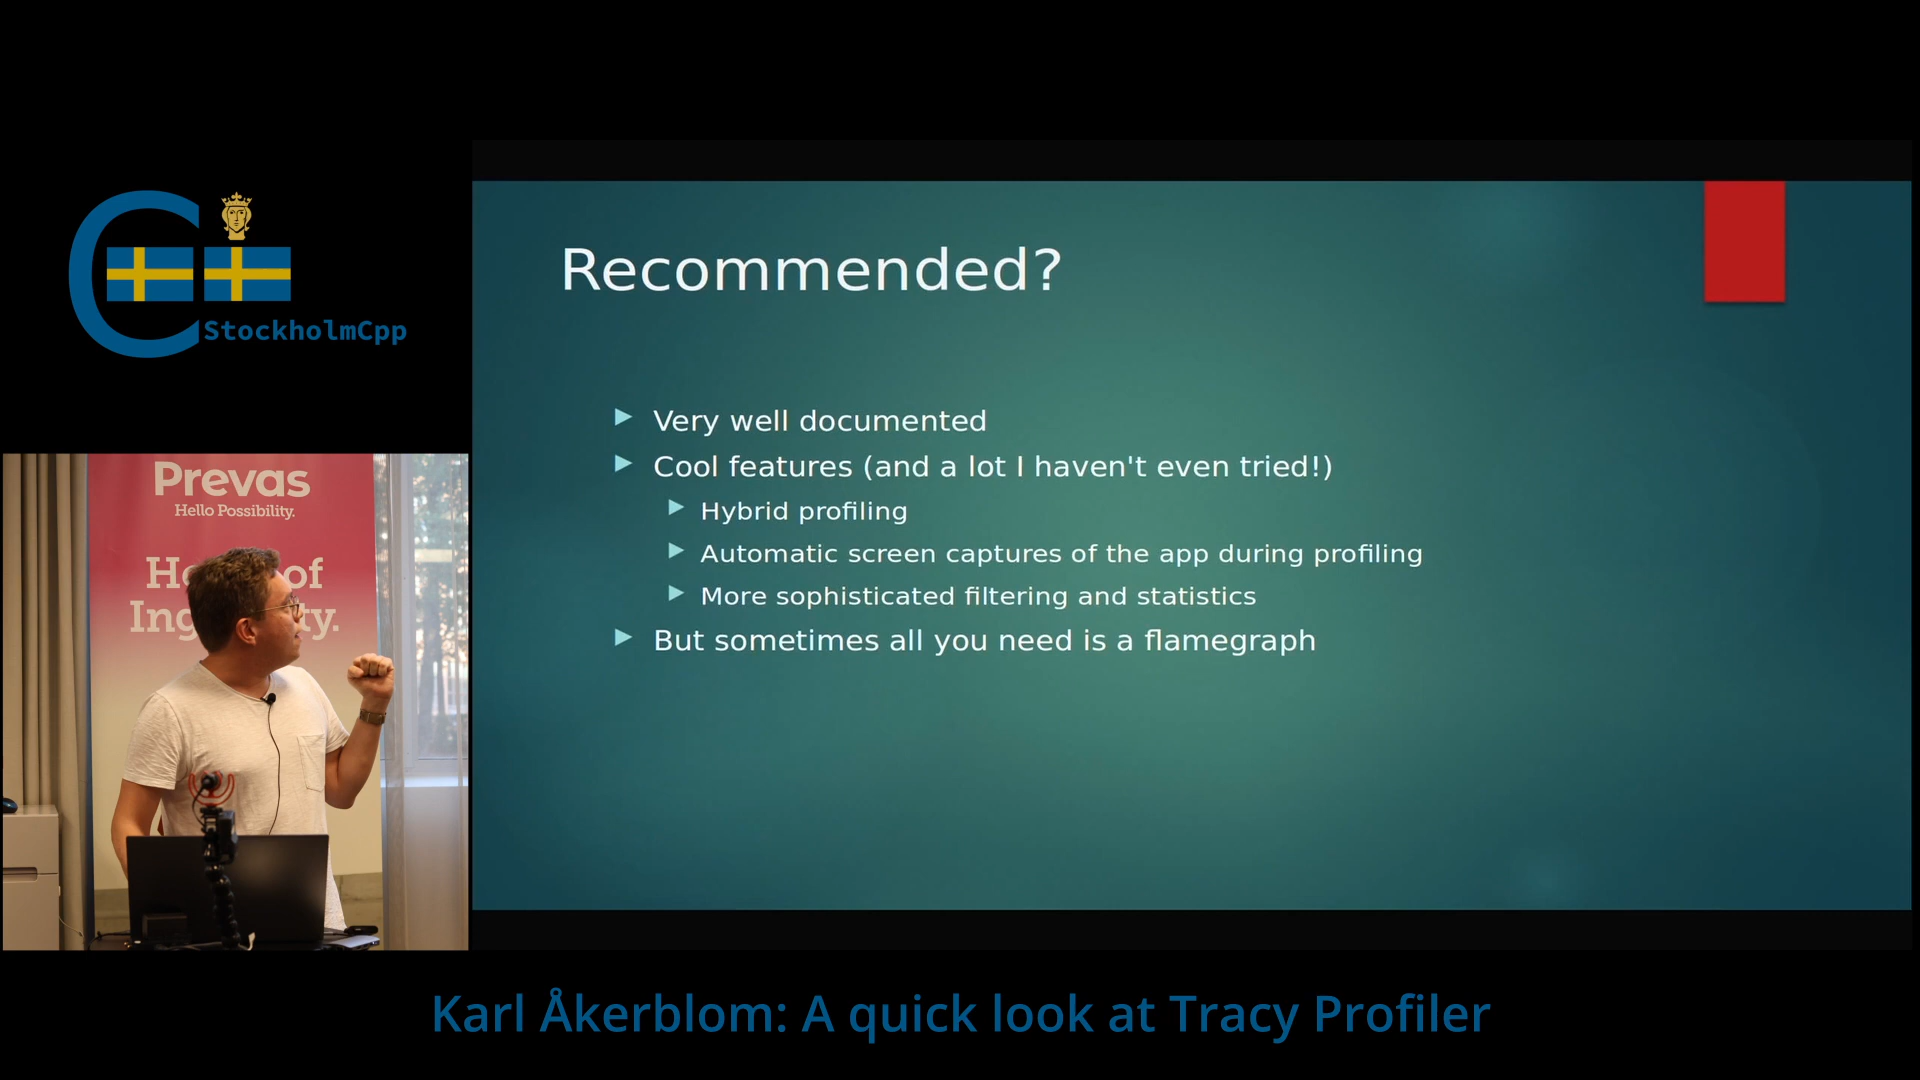 StockholmCpp
Recommended?
Very well documented
Cool features (and a lot I haven't even tried!)
Hybrid profiling
Automatic screen captures of the app during profiling
More sophisticated filtering and statistics
But sometimes all you need is a flamegraph
Prevas
Hello Possibility.
of
Karl Åkerblom: A quick look at Tracy Profiler